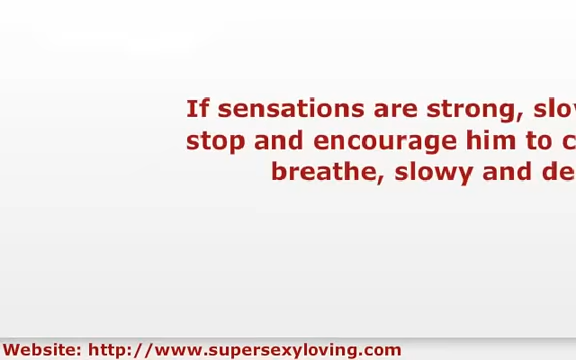 If sensations are strong,
stop and encourage him to
breathe, slowy and
Website: http://www.supersexyloving.com